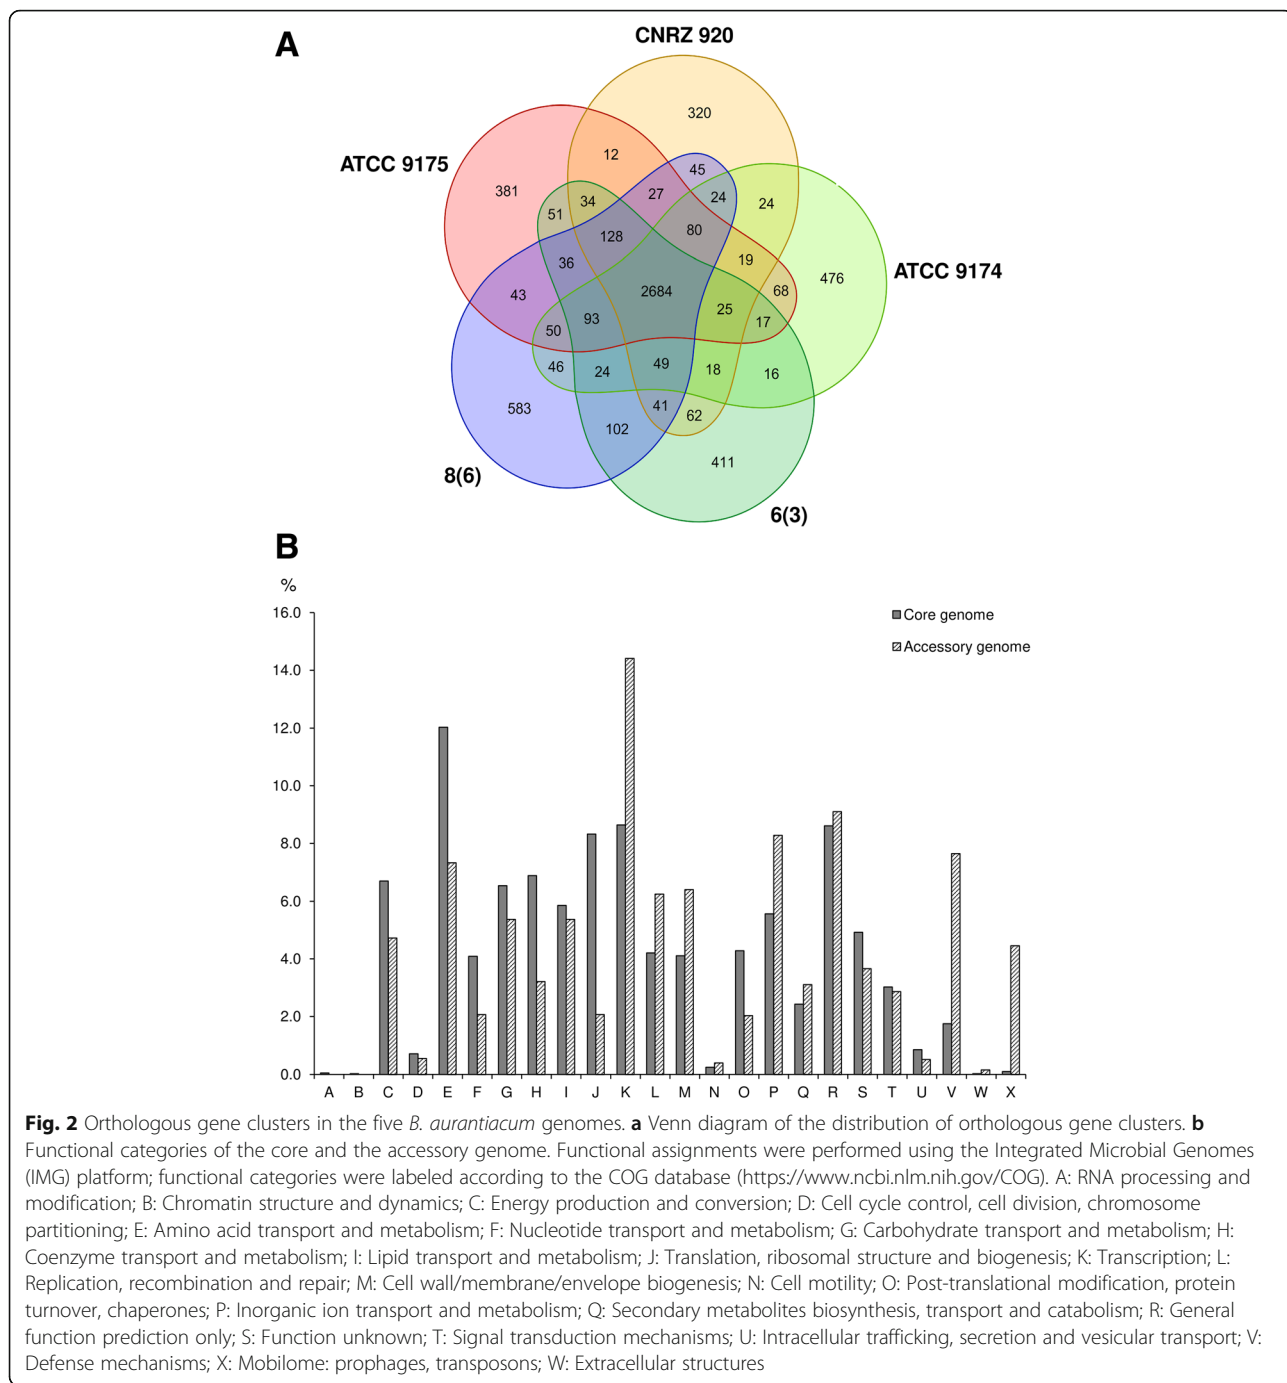 A
CNRZ 920
320
ATCC 9175
12
45
381
27
24
24
34
51
80
128
19
ATCC 9174
36
476
68
43
2684
25
93
17
50
49
46
24
18
16
583
41
62
102
411
8(6)
6(3)
B
%
16.0
Core genome
Accessory genome
14.0
12.0
10.0
8.0
6.0
4.0
2.0
0.0
A B C D E F G H I J K L M N O P Q R S T U V W X
Fig. 2 Orthologous gene clusters in the five B. aurantiacum genomes. a Venn diagram of the distribution of orthologous gene clusters. b
Functional categories of the core and the accessory genome. Functional assignments were performed using the Integrated Microbial Genomes
(IMG) platform; functional categories were labeled according to the COG database (https://www.ncbi.nlm.nih.gov/COG). A: RNA processing and
modification; B: Chromatin structure and dynamics; C: Energy production and conversion; D: Cell cycle control, cell division, chromosome
partitioning; E: Amino acid transport and metabolism; F: Nucleotide transport and metabolism; G: Carbohydrate transport and metabolism; H:
Coenzyme transport and metabolism; I: Lipid transport and metabolism; J: Translation, ribosomal structure and biogenesis; K: Transcription; L:
Replication, recombination and repair; M: Cell wall/membrane/envelope biogenesis; N: Cell motility; O: Post-translational modification, protein
turnover, chaperones; P: Inorganic ion transport and metabolism; Q: Secondary metabolites biosynthesis, transport and catabolism; R: General
function prediction only; S: Function unknown; T: Signal transduction mechanisms; U: Intracellular trafficking, secretion and vesicular transport; V:
Defense mechanisms; X: Mobilome: prophages, transposons; W: Extracellular structures